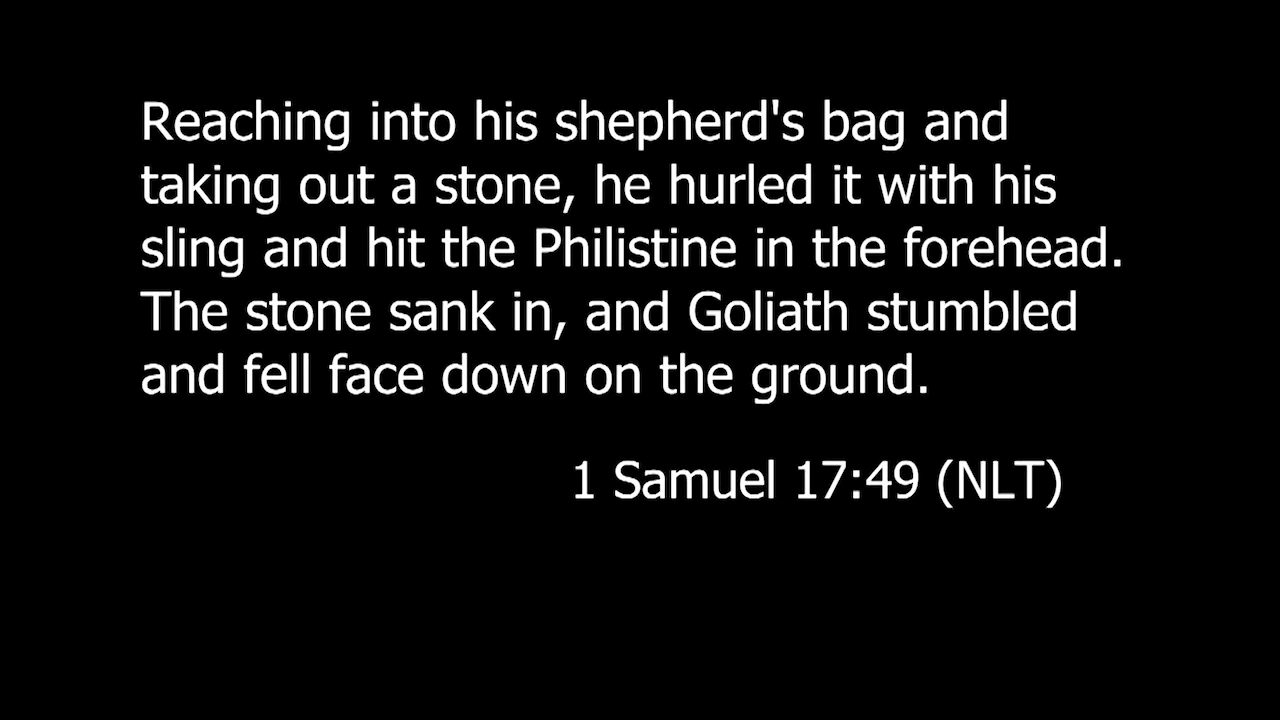 Reaching into his shepherd's bag and
taking out a stone, he hurled it with his
sling and hit the Philistine in the forehead.
The stone sank in, and Goliath stumbled
and fell face down on the ground.
1 Samuel 17:49 (NLT)